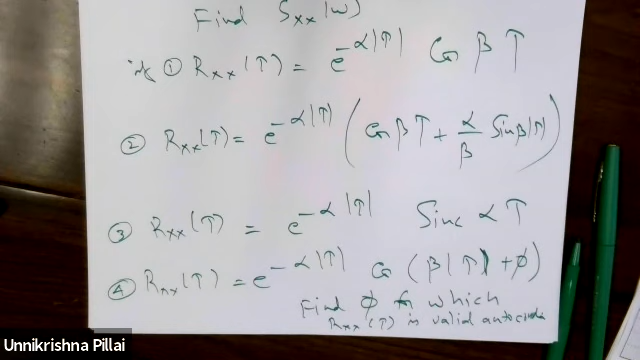 Find Sxx(ω)
if ① Rxx(τ) = e^{-α|τ|} Cos βτ
② Rxx(τ) = e^{-α|τ|} (Cos βτ + α/β Sin β|τ|)
③ Rxx(τ) = e^{-α|τ|} Sinc ατ
④ Rxx(τ) = e^{-α|τ|} Cos (β|τ| + φ)
Find φ for which
Rxx(τ) is valid
Unnikrishna Pillai